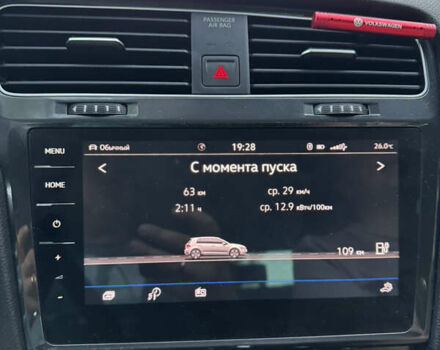 PASSENGER
AIR BAG
VOLKSWAGEN
MENU
HOME
Обычный
19:28
26.0°C
С момента пуска
63 км
ср. 29 км/ч
2:11 ч
ср. 12.9 кВтч/100км
109 км